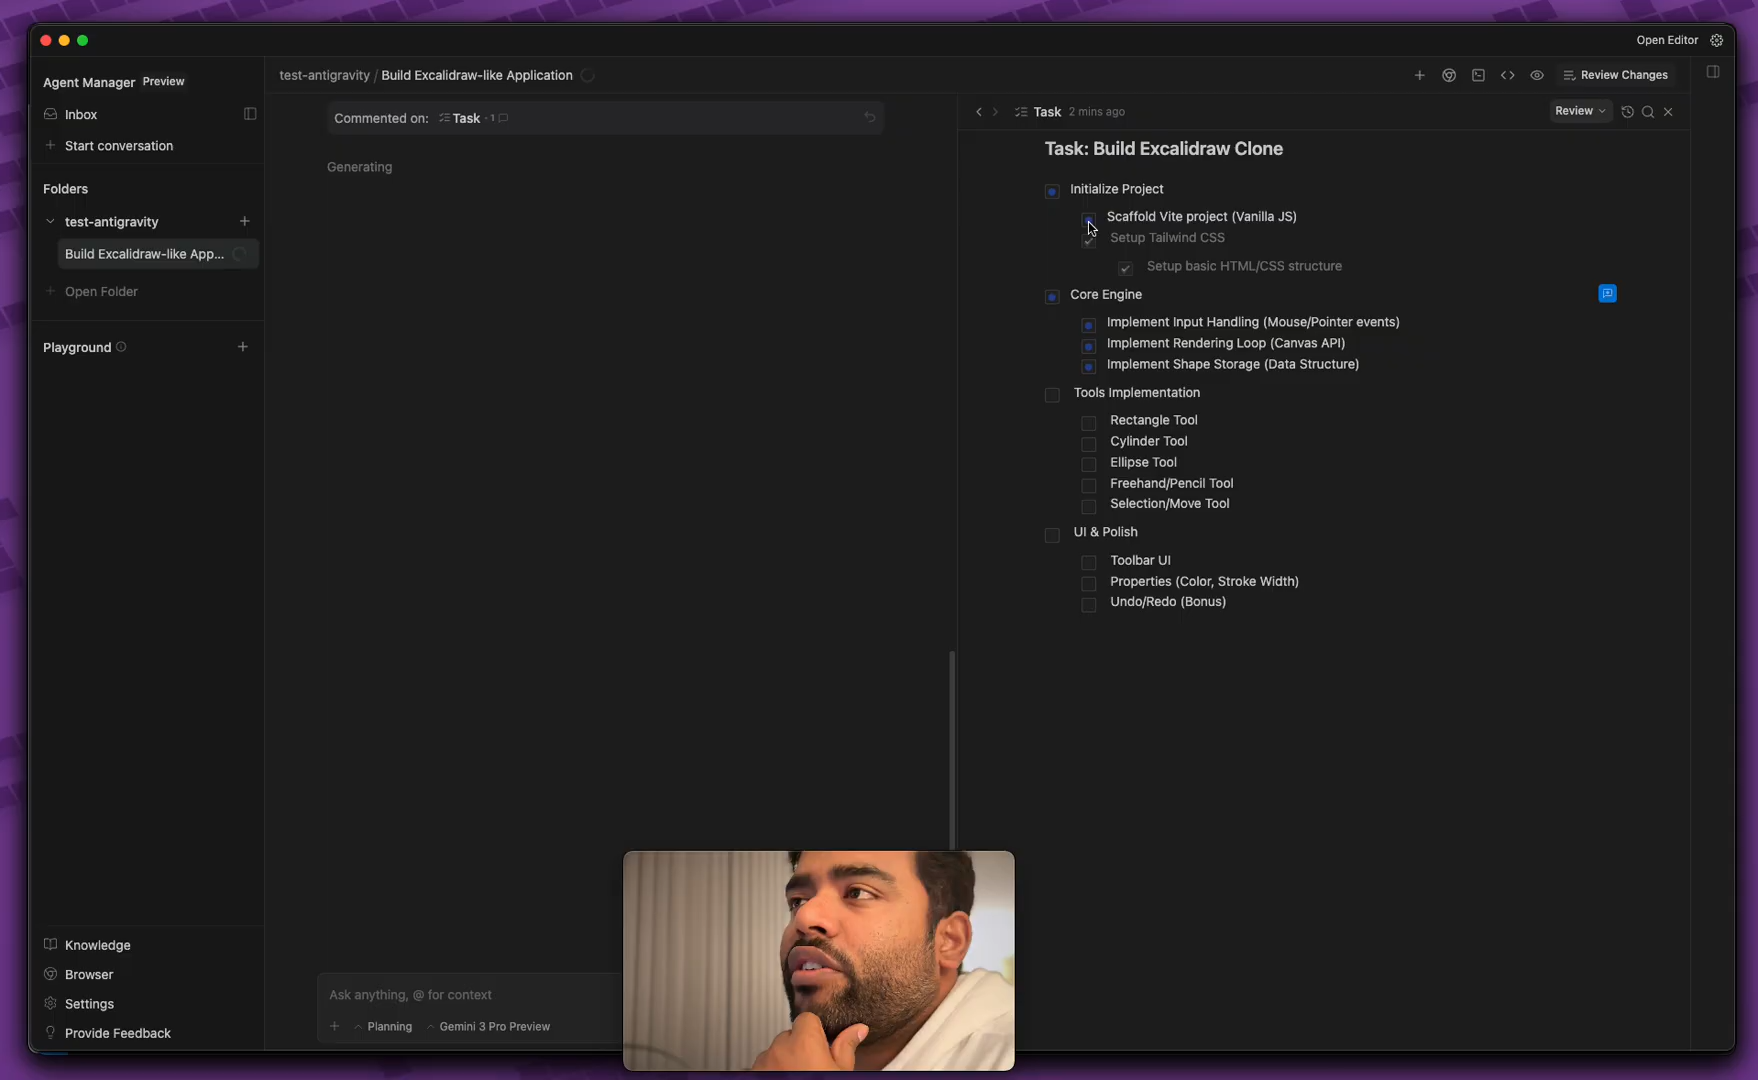 Open Editor
Agent Manager Preview
Inbox
Start conversation
Folders
test-antigravity
Build Excalidraw-like App...
Open Folder
Playground
Knowledge
Browser
Settings
Provide Feedback
test-antigravity / Build Excalidraw-like Application
Review Changes
Commented on: Task · 1
Generating
Ask anything, @ for context
Planning
Gemini 3 Pro Preview
Task 2 mins ago
Review
Task: Build Excalidraw Clone
Initialize Project
Scaffold Vite project (Vanilla JS)
Setup Tailwind CSS
Setup basic HTML/CSS structure
Core Engine
Implement Input Handling (Mouse/Pointer events)
Implement Rendering Loop (Canvas API)
Implement Shape Storage (Data Structure)
Tools Implementation
Rectangle Tool
Cylinder Tool
Ellipse Tool
Freehand/Pencil Tool
Selection/Move Tool
UI & Polish
Toolbar UI
Properties (Color, Stroke Width)
Undo/Redo (Bonus)